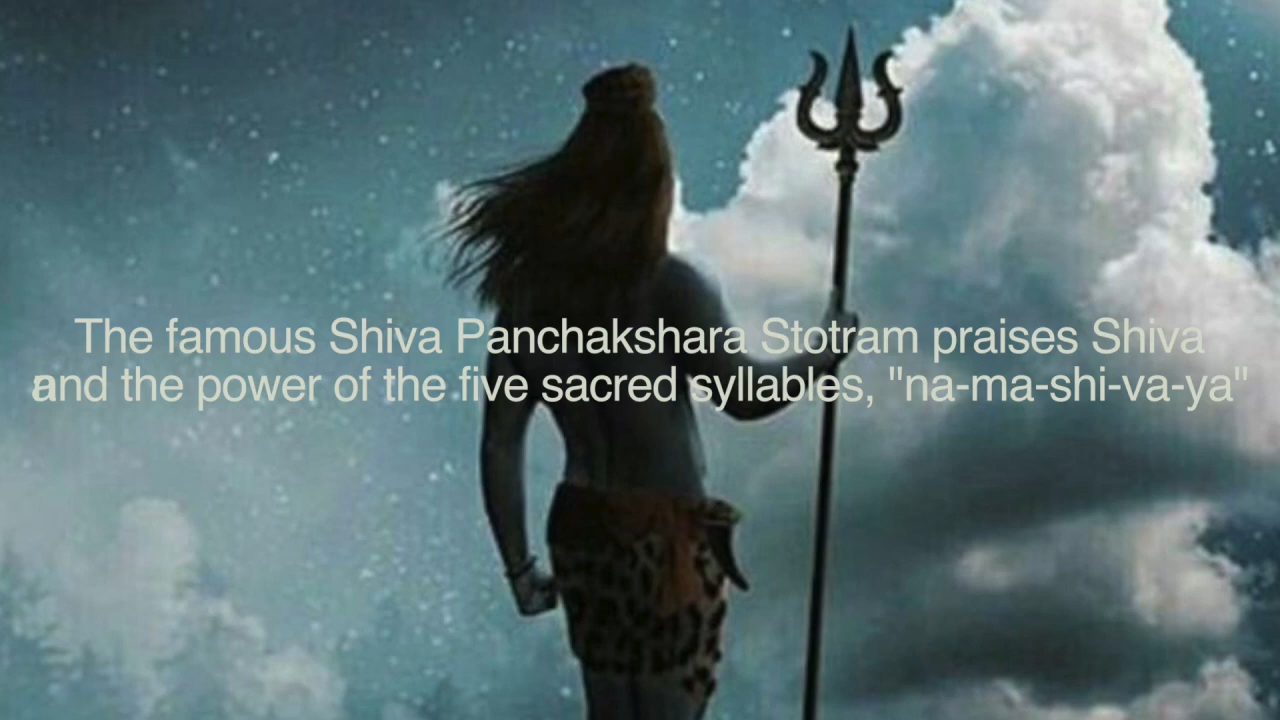 The famous Shiva Panchakshara Stotram praises Shiva
and the power of the five sacred syllables, "na-ma-shi-va-ya"